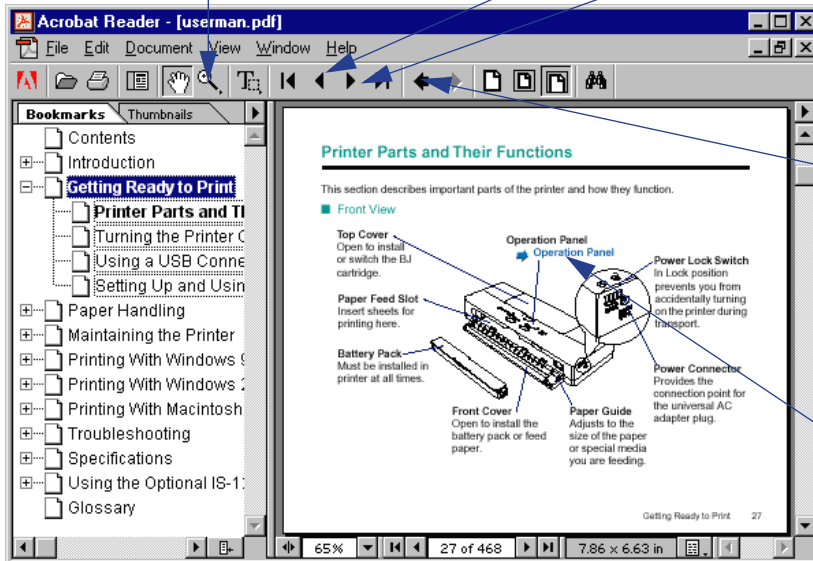 Acrobat Reader - [userman.pdf]
File Edit Document View Window Help
Bookmarks Thumbnails
Contents
Introduction
Getting Ready to Print
Printer Parts and Tl
Turning the Printer C
Using a USB Conne
Setting Up and Usin
Paper Handling
Maintaining the Printer
Printing With Windows 9
Printing With Windows 2
Printing With Macintosh
Troubleshooting
Specifications
Using the Optional IS-1
Glossary
Printer Parts and Their Functions
This section describes important parts of the printer and how they function.
Front View
Top Cover
Open to install
or switch the BJ
cartridge.
Paper Feed Slot
Insert sheets for
printing here.
Battery Pack
Must be installed in
printer at all times.
Front Cover
Open to install the
battery pack or feed
paper.
Operation Panel
Operation Panel
Paper Guide
Adjusts to the
size of the paper
or special media
you are feeding.
Power Lock Switch
In Lock position
prevents you from
accidentally turning
on the printer during
transport.
Power Connector
Provides the
connection point for
the universal AC
adapter plug.
Getting Ready to Print 27
65% 27 of 468 7.86 × 6.63 in